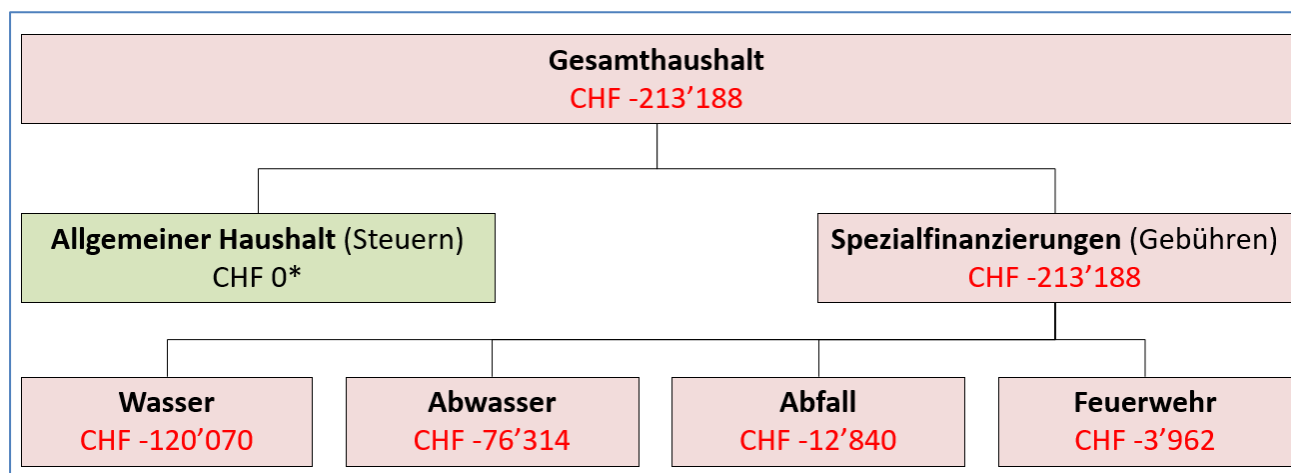 Gesamthaushalt
CHF -213’188
Allgemeiner Haushalt (Steuern)
CHF 0*
Spezialfinanzierungen (Gebühren)
CHF -213’188
Wasser
CHF -120’070
Abwasser
CHF -76’314
Abfall
CHF -12’840
Feuerwehr
CHF -3’962